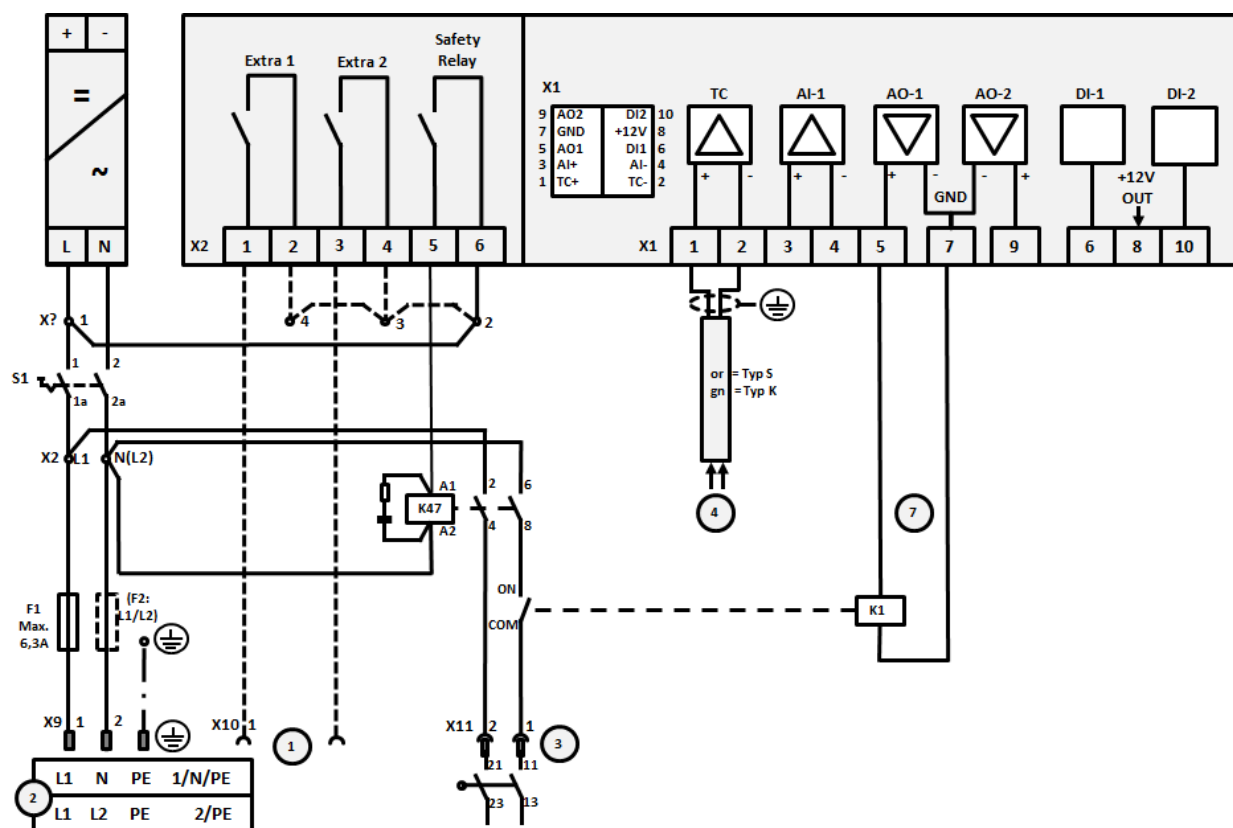 + -
=
~
L N
Extra 1 Extra 2 Safety
Relay
X2 1 2 3 4 5 6
X1
9 AO2 DI2 10
7 GND +12V 8
5 AO1 DI1 6
3 AI+ AI- 4
1 TC+ TC- 2
TC AI-1 AO-1 AO-2 DI-1 DI-2
+ - + - + - - +
GND
+12V
OUT
X1 1 2 3 4 5 7 9 6 8 10
X? 1 4 3 2
S1 1 2
1a 2a
or = Typ S
gn = Typ K
X2 L1 N(L2)
A1 2 6
K47
A2 4 8
4 7
ON
COM
K1
F1
Max.
6,3A
(F2:
L1/L2)
X9 1 2
X10 1 1
X11 2 1 3
21 11
23 13
2
L1 N PE 1/N/PE
L1 L2 PE 2/PE